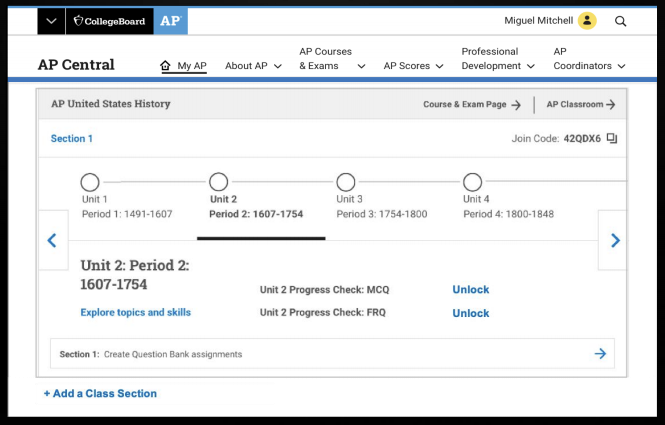 CollegeBoard
AP
Miguel Mitchell
AP Central
My AP
About AP
AP Courses
& Exams
AP Scores
Professional
Development
AP
Coordinators
AP United States History
Course & Exam Page
AP Classroom
Section 1
Join Code: 42QDX6
Unit 1
Period 1: 1491-1607
Unit 2
Period 2: 1607-1754
Unit 3
Period 3: 1754-1800
Unit 4
Period 4: 1800-1848
Unit 2: Period 2:
1607-1754
Explore topics and skills
Unit 2 Progress Check: MCQ
Unlock
Unit 2 Progress Check: FRQ
Unlock
Section 1: Create Question Bank assignments
+ Add a Class Section